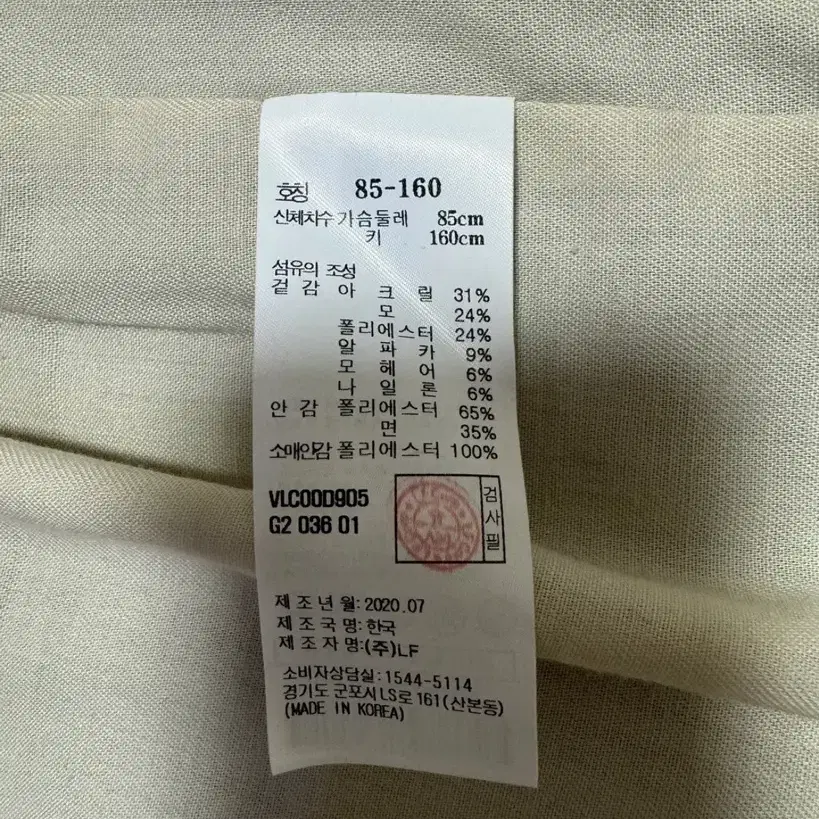 호칭 85-160
신체치수 가슴둘레 85cm
키 160cm
섬유의 조성
겉감 아크릴 31%
모 24%
폴리에스터 24%
알파카 9%
모헤어 6%
나일론 6%
안감 폴리에스터 65%
면 35%
소매안감 폴리에스터 100%
VLCOOD905
G2 036 01
검사필
제조년월: 2020.07
제조국명: 한국
제조자명: (주)LF
소비자상담실: 1544-5114
경기도 군포시 LS로 161(산본동)
(MADE IN KOREA)